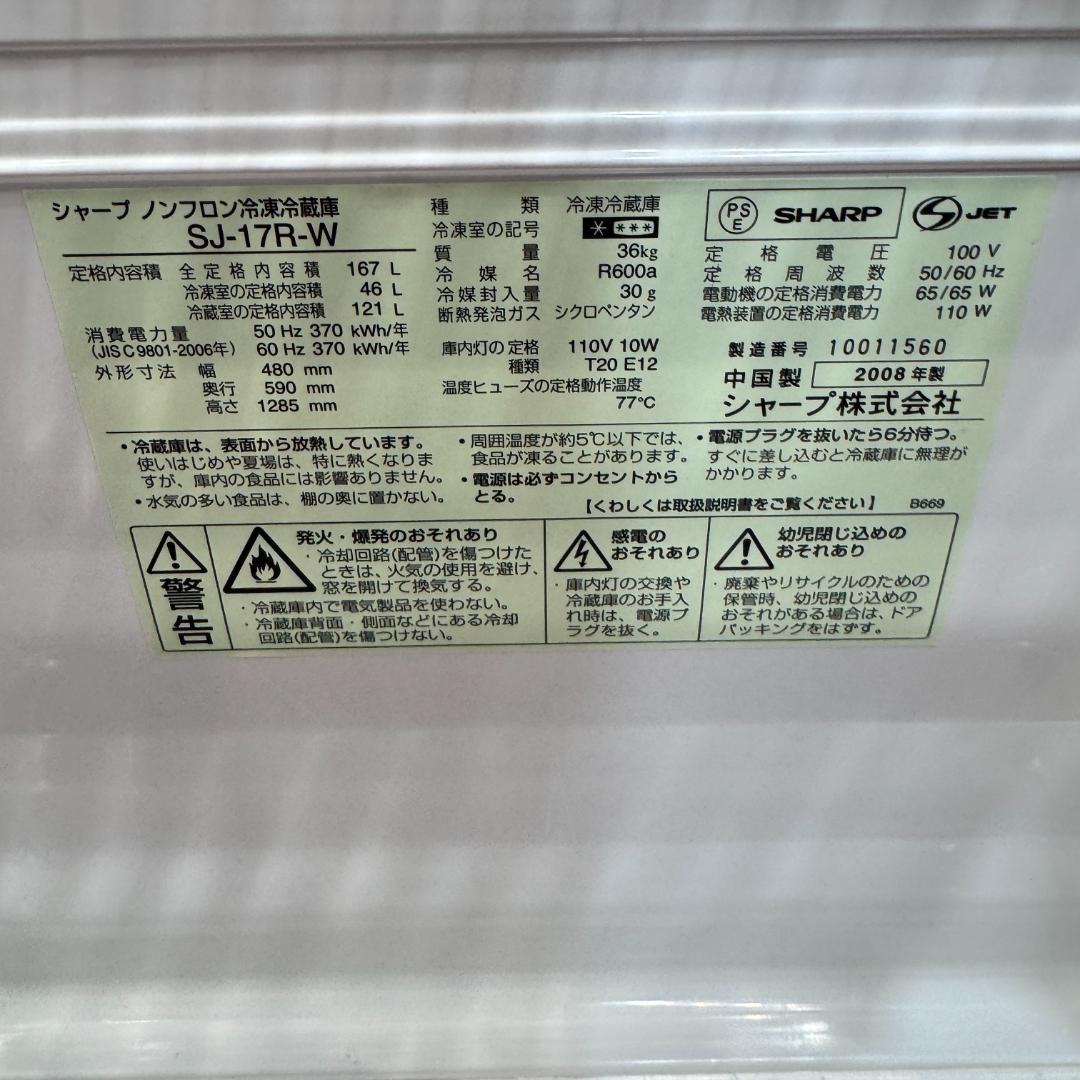 シャープ ノンフロン冷凍冷蔵庫
SJ-17R-W
定格内容積 全定格内容積 167 L
冷凍室の定格内容積 46 L
冷蔵室の定格内容積 121 L
消費電力量 50 Hz 370 kWh/年
(JIS C 9801-2006年) 60 Hz 370 kWh/年
外形寸法 幅 480 mm
奥行 590 mm
高さ 1285 mm
種類 冷凍冷蔵庫
冷凍室の記号 * ***
質量 36kg
冷媒名 R600a
冷媒封入量 30 g
断熱発泡ガス シクロペンタン
庫内灯の定格 110V 10W
種類 T20 E12
温度ヒューズの定格動作温度
77℃
PSE SHARP S JET
定格電圧 100 V
定格周波数 50/60 Hz
電動機の定格消費電力 65/65 W
電熱装置の定格消費電力 110 W
製造番号 10011560
中国製 2008年製
シャープ株式会社
・冷蔵庫は、表面から放熱しています。
使いはじめや夏場は、特に熱くなりま
すが、庫内の食品には影響ありません。
・水気の多い食品は、棚の奥に置かない。
・周囲温度が約5℃以下では、
食品が凍ることがあります。
・電源は必ずコンセントから
とる。
・電源プラグを抜いたら6分待つ。
すぐに差し込むと冷蔵庫に無理が
かかります。
【くわしくは取扱説明書をご覧ください】 B669
警告
発火・爆発のおそれあり
・冷却回路(配管)を傷つけた
ときは、火気の使用を避け、
窓を開けて換気する。
・冷蔵庫内で電気製品を使わない。
・冷蔵庫背面・側面などにある冷却
回路(配管)を傷つけない。
感電の
おそれあり
・庫内灯の交換や
冷蔵庫のお手入
れ時は、電源プ
ラグを抜く。
幼児閉じ込めの
おそれあり
・廃棄やリサイクルのための
保管時、幼児閉じ込めの
おそれがある場合は、ドア
パッキングをはずす。